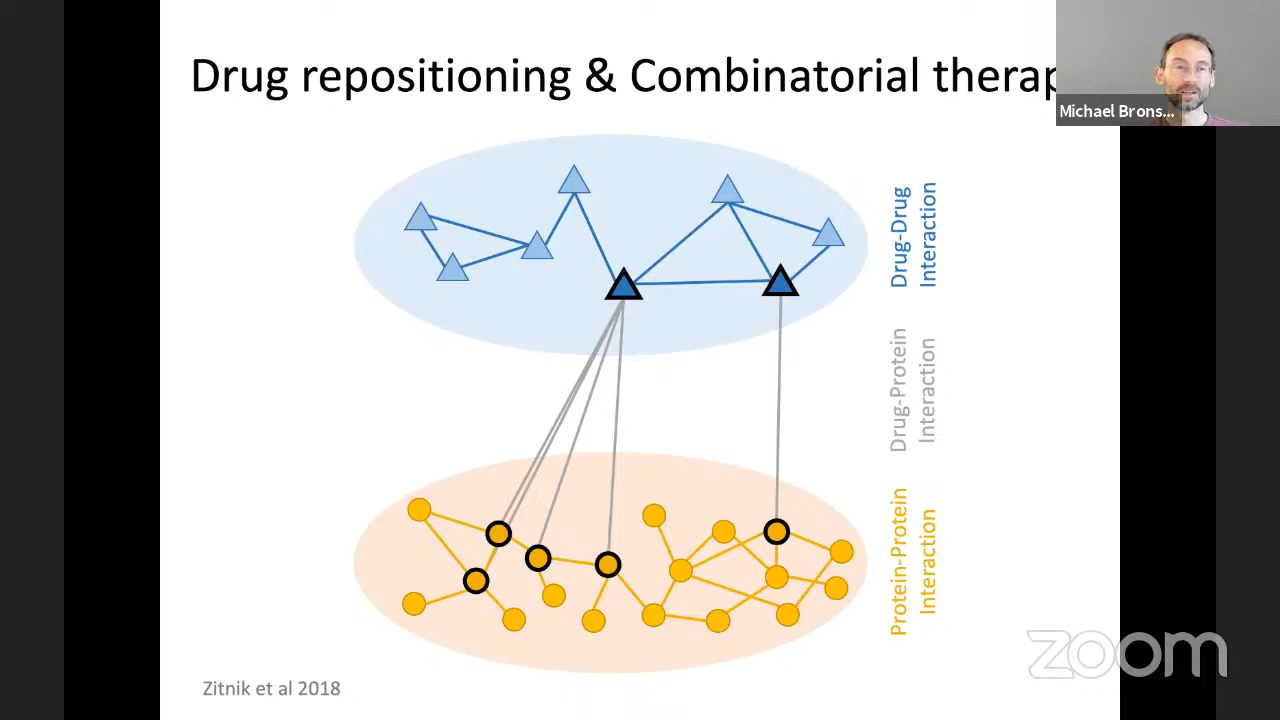 Drug repositioning & Combinatorial therap
Michael Brons...
Drug-Drug
Interaction
Drug-Protein
Interaction
Protein-Protein
Interaction
zoom
Zitnik et al 2018